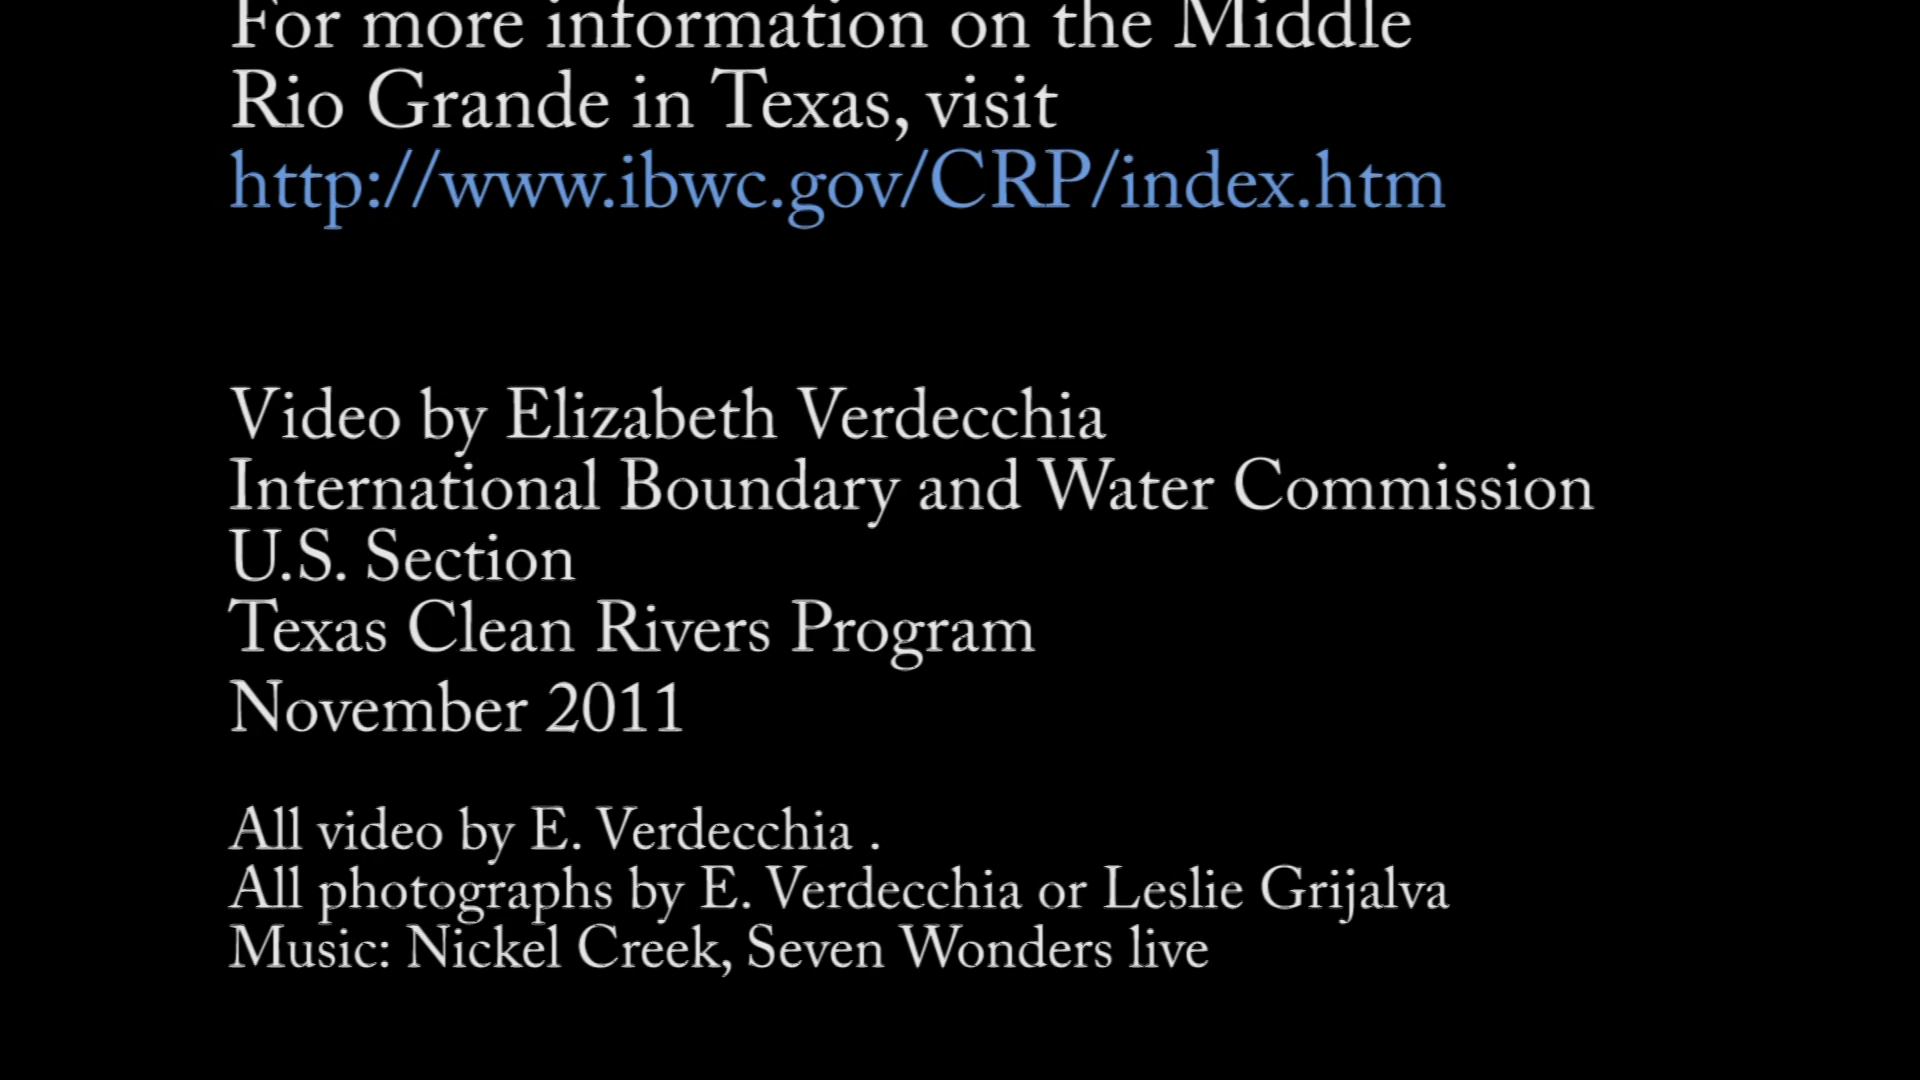 For more information on the Middle
Rio Grande in Texas, visit
http://www.ibwc.gov/CRP/index.htm
Video by Elizabeth Verdecchia
International Boundary and Water Commission
U.S. Section
Texas Clean Rivers Program
November 2011
All video by E. Verdecchia .
All photographs by E. Verdecchia or Leslie Grijalva
Music: Nickel Creek, Seven Wonders live